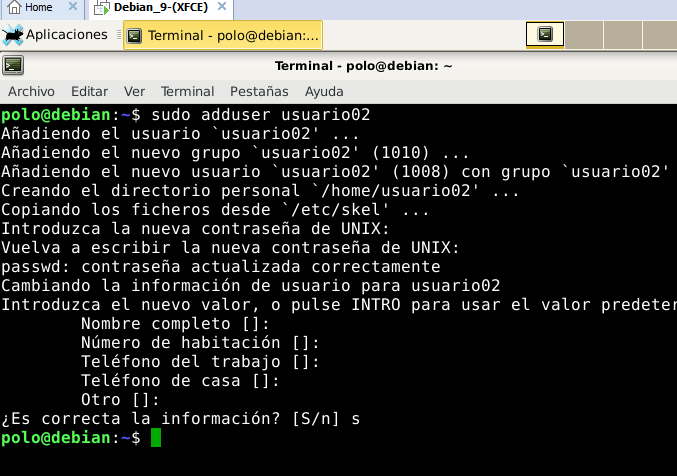 Home
Debian_9-(XFCE)
Aplicaciones
Terminal - polo@debian:...
Terminal - polo@debian: ~
Archivo Editar Ver Terminal Pestañas Ayuda
polo@debian:~$ sudo adduser usuario02
Añadiendo el usuario `usuario02' ...
Añadiendo el nuevo grupo `usuario02' (1010) ...
Añadiendo el nuevo usuario `usuario02' (1008) con grupo `usuario02'
Creando el directorio personal `/home/usuario02' ...
Copiando los ficheros desde `/etc/skel' ...
Introduzca la nueva contraseña de UNIX:
Vuelva a escribir la nueva contraseña de UNIX:
passwd: contraseña actualizada correctamente
Cambiando la información de usuario para usuario02
Introduzca el nuevo valor, o pulse INTRO para usar el valor predeter
Nombre completo []:
Número de habitación []:
Teléfono del trabajo []:
Teléfono de casa []:
Otro []:
¿Es correcta la información? [S/n] s
polo@debian:~$